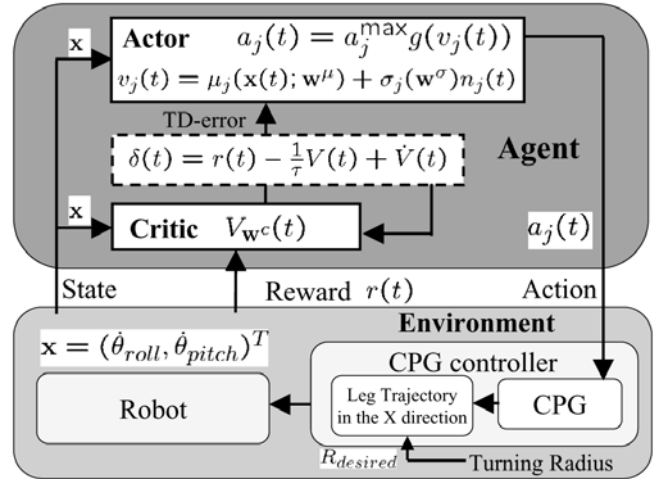 x
Actor a_j(t) = a_j^max g(v_j(t))
v_j(t) = μ_j(x(t); w^μ) + σ_j(w^σ)n_j(t)
TD-error
δ(t) = r(t) − 1/τ V(t) + V̇(t)
Agent
x
Critic V_{w^c}(t)
a_j(t)
State
Reward r(t)
Action
Environment
x = (θ̇_roll, θ̇_pitch)^T
CPG controller
Robot
Leg Trajectory
in the X direction
CPG
R_desired
Turning Radius